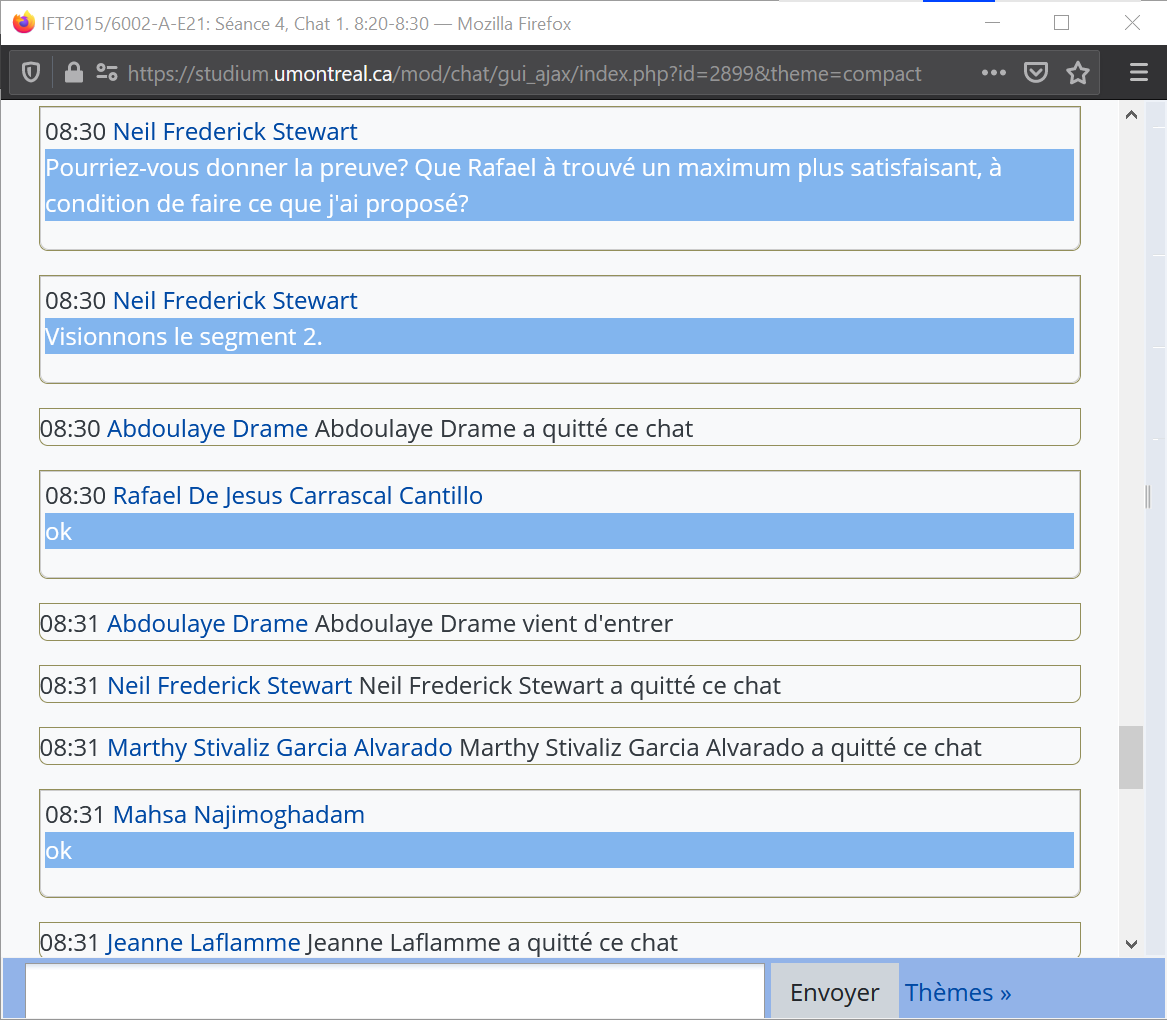 IFT2015/6002-A-E21: Séance 4, Chat 1. 8:20-8:30 — Mozilla Firefox
https://studium.umontreal.ca/mod/chat/gui_ajax/index.php?id=2899&theme=compact
08:30 Neil Frederick Stewart
Pourriez-vous donner la preuve? Que Rafael à trouvé un maximum plus satisfaisant, à
condition de faire ce que j'ai proposé?
08:30 Neil Frederick Stewart
Visionnons le segment 2.
08:30 Abdoulaye Drame Abdoulaye Drame a quitté ce chat
08:30 Rafael De Jesus Carrascal Cantillo
ok
08:31 Abdoulaye Drame Abdoulaye Drame vient d'entrer
08:31 Neil Frederick Stewart Neil Frederick Stewart a quitté ce chat
08:31 Marthy Stivaliz Garcia Alvarado Marthy Stivaliz Garcia Alvarado a quitté ce chat
08:31 Mahsa Najimoghadam
ok
08:31 Jeanne Laflamme Jeanne Laflamme a quitté ce chat
Envoyer Thèmes »